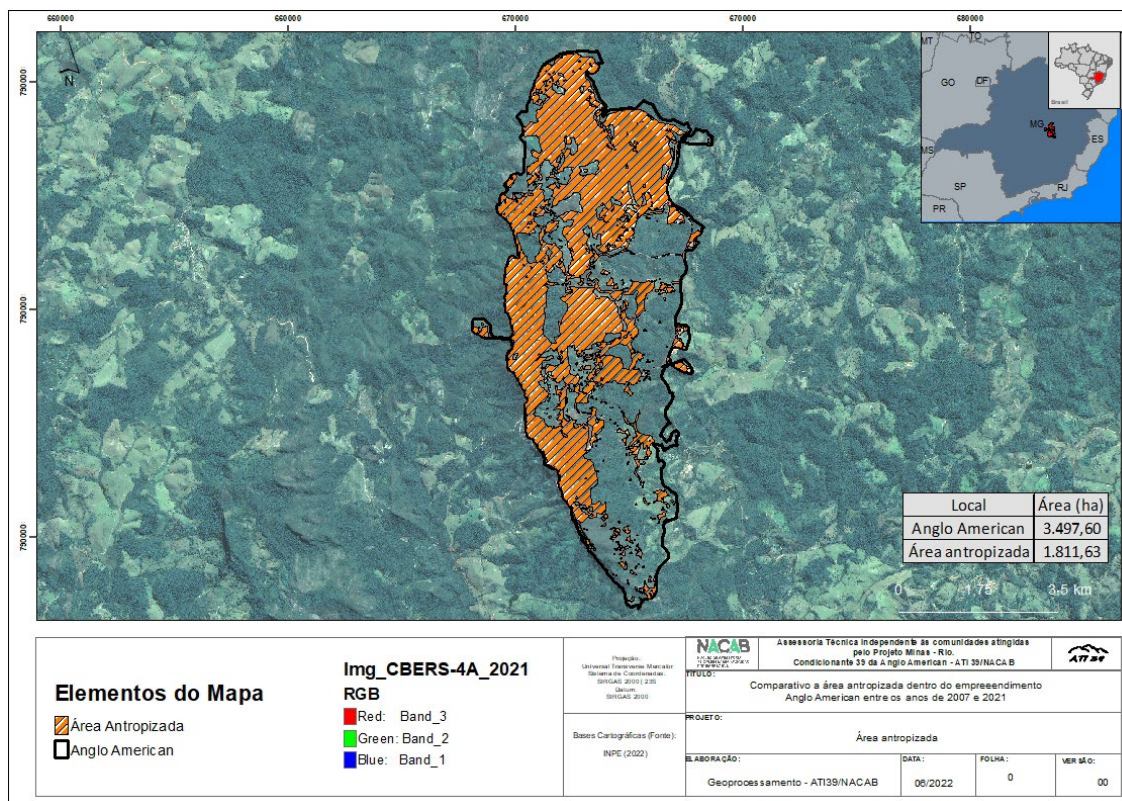 660000 660000 670000 670000 680000
790000
N
730000
790000
MT
TO
GO
DF
MG
ES
MS
SP
RJ
PR
Brasil
Local Área (ha)
Anglo American 3.497,60
Área antropizada 1.811,63
0 1.75 3.5 km
Elementos do Mapa
Área Antropizada
Anglo American
Img_CBERS-4A_2021
RGB
Red: Band_3
Green: Band_2
Blue: Band_1
Projeção:
Universal Transverse Mercator
Sistema de Coordenadas:
SIRGAS 2000 | 23S
Datum:
SIRGAS 2000
Bases Cartográficas (Fonte):
INPE (2022)
NACAB
Assessoria Técnica Independente às comunidades atingidas
pelo Projeto Minas - Rio.
Condicionante 39 da Anglo American - ATI 39/NACAB
ATI 39
TÍTULO:
Comparativo a área antropizada dentro do empreeendimento
Anglo American entre os anos de 2007 e 2021
PROJETO:
Área antropizada
ELABORAÇÃO:
Geoprocessamento - ATI39/NACAB
DATA:
06/2022
FOLHA:
0
VERSÃO:
00